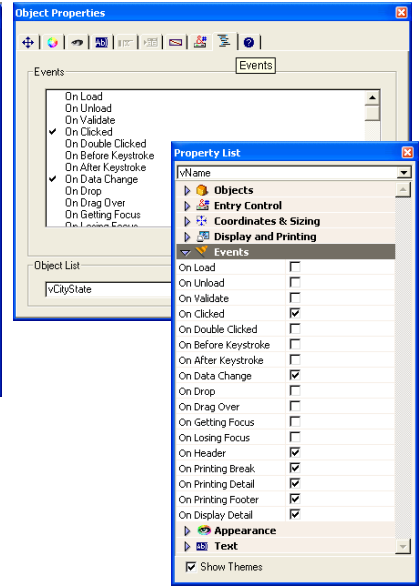 Object Properties
Events
Events
On Load
On Unload
On Validate
On Clicked
On Double Clicked
On Before Keystroke
On After Keystroke
On Data Change
On Drop
On Drag Over
On Getting Focus
On Losing Focus
Object List
vCityState
Property List
vName
Objects
Entry Control
Coordinates & Sizing
Display and Printing
Events
On Load
On Unload
On Validate
On Clicked
On Double Clicked
On Before Keystroke
On After Keystroke
On Data Change
On Drop
On Drag Over
On Getting Focus
On Losing Focus
On Header
On Printing Break
On Printing Detail
On Printing Footer
On Display Detail
Appearance
Text
Show Themes